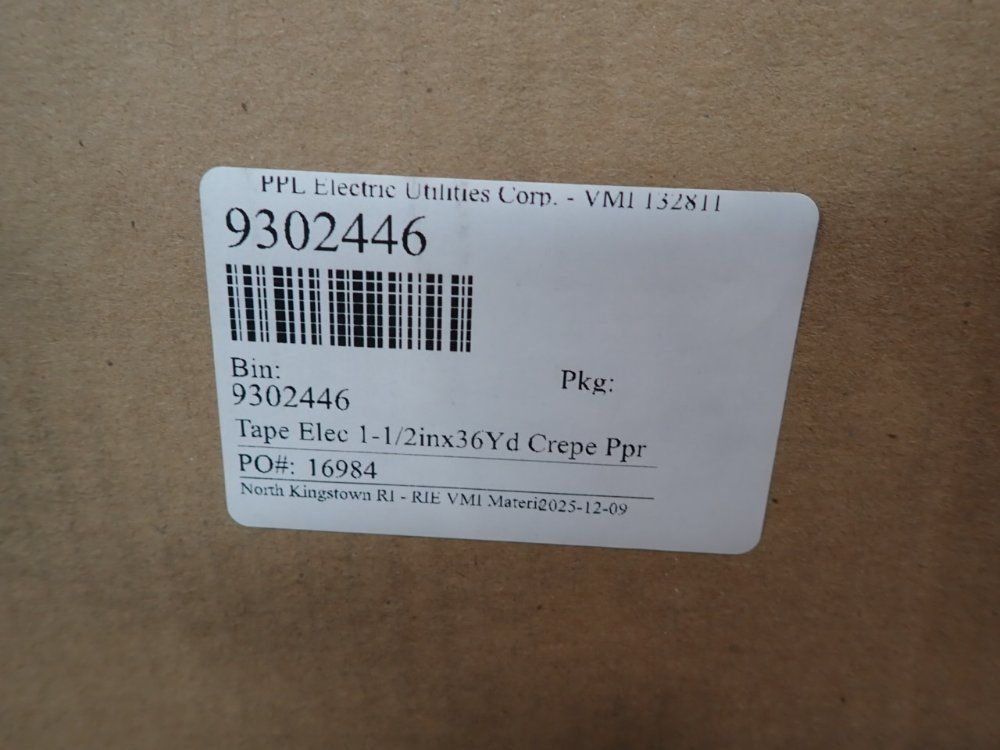 PPL Electric Utilities Corp. - VMI 132811
9302446
Bin:
9302446
Pkg:
Tape Elec 1-1/2inx36Yd Crepe Ppr
PO#: 16984
North Kingstown RI - RIE VMI Materi2025-12-09